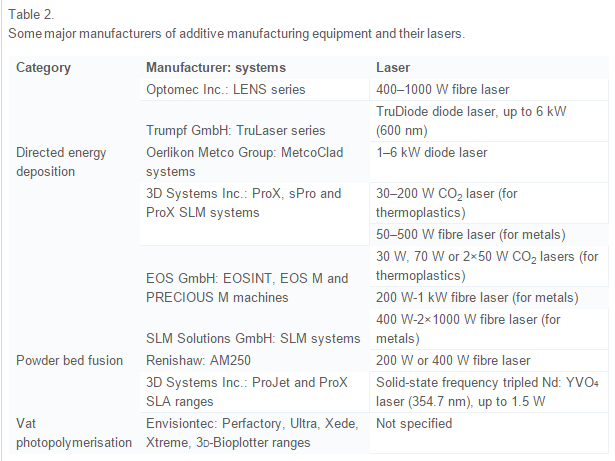 Table 2.
Some major manufacturers of additive manufacturing equipment and their lasers.
Category Manufacturer: systems Laser
Optomec Inc.: LENS series 400–1000 W fibre laser
TruDiode diode laser, up to 6 kW
Trumpf GmbH: TruLaser series (600 nm)
Directed energy Oerlikon Metco Group: MetcoClad 1–6 kW diode laser
deposition systems
3D Systems Inc.: ProX, sPro and 30–200 W CO₂ laser (for
ProX SLM systems thermoplastics)
50–500 W fibre laser (for metals)
30 W, 70 W or 2×50 W CO₂ lasers (for
EOS GmbH: EOSINT, EOS M and thermoplastics)
PRECIOUS M machines 200 W-1 kW fibre laser (for metals)
400 W-2×1000 W fibre laser (for
SLM Solutions GmbH: SLM systems metals)
Powder bed fusion Renishaw: AM250 200 W or 400 W fibre laser
3D Systems Inc.: ProJet and ProX Solid-state frequency tripled Nd: YVO₄
SLA ranges laser (354.7 nm), up to 1.5 W
Vat Envisiontec: Perfactory, Ultra, Xede, Not specified
photopolymerisation Xtreme, 3D-Bioplotter ranges